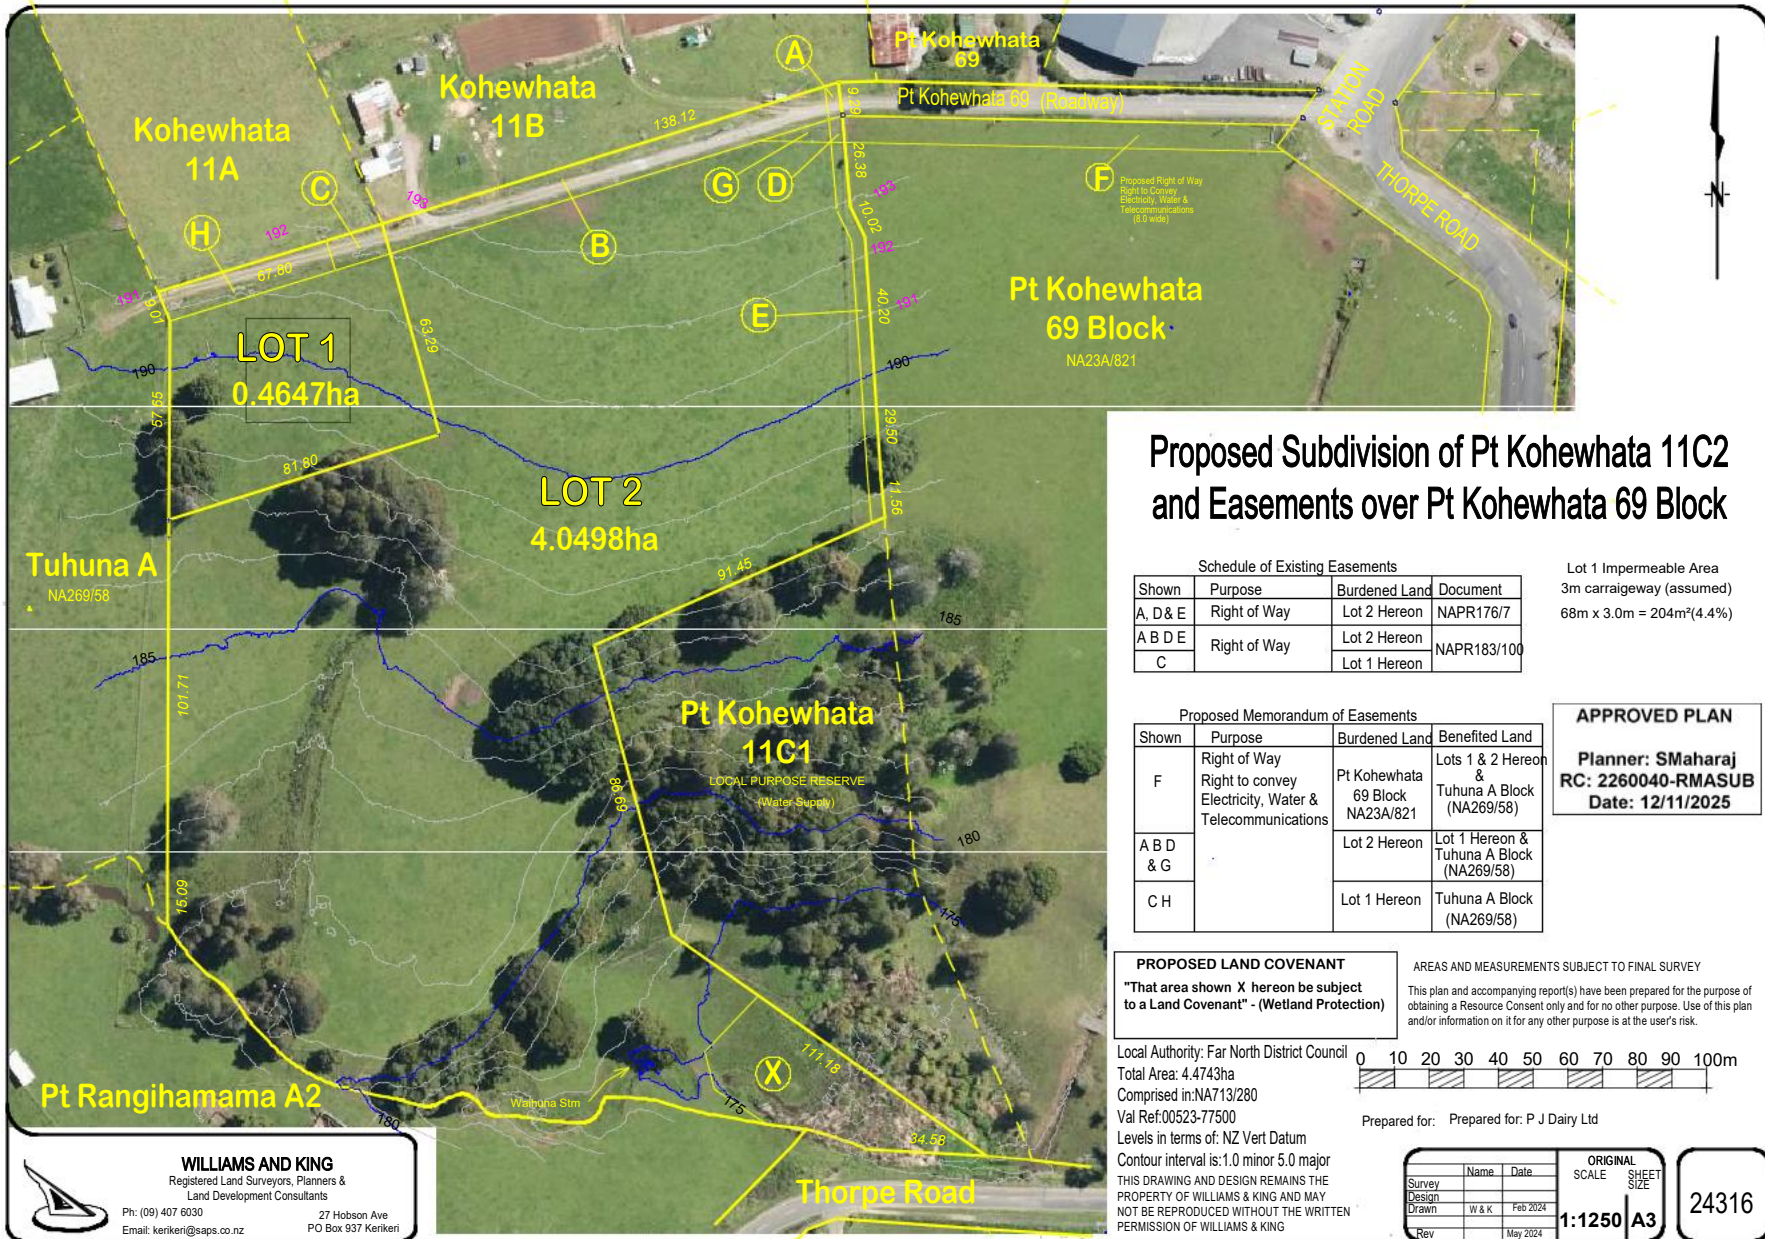 Kohewhata
11A
Kohewhata
11B
Pt Kohewhata
69
Pt Kohewhata 69 (Roadway)
STATION
ROAD
THORPE ROAD
A
B
C
D
E
F
G
H
X
138.12
9.29
26.38
10.02
40.20
29.50
11.56
67.80
9.01
63.29
57.65
81.80
91.45
101.71
86.69
15.09
111.18
34.58
193
192
191
193
192
191
190
190
185
185
180
180
175
175
Proposed Right of Way
Right to Convey
Electricity, Water &
Telecommunications
(8.0 wide)
Pt Kohewhata
69 Block
NA23A/821
LOT 1
0.4647ha
LOT 2
4.0498ha
Tuhuna A
NA269/58
Pt Kohewhata
11C1
LOCAL PURPOSE RESERVE
(Water Supply)
Pt Rangihamama A2
Waihuna Stm
Thorpe Road
Proposed Subdivision of Pt Kohewhata 11C2
and Easements over Pt Kohewhata 69 Block
Schedule of Existing Easements
Shown Purpose Burdened Land Document
A, D& E Right of Way Lot 2 Hereon NAPR176/7
A B D E Right of Way Lot 2 Hereon NAPR183/100
C Lot 1 Hereon
Lot 1 Impermeable Area
3m carraigeway (assumed)
68m x 3.0m = 204m²(4.4%)
Proposed Memorandum of Easements
Shown Purpose Burdened Land Benefited Land
F
Right of Way
Right to convey
Electricity, Water &
Telecommunications
Pt Kohewhata
69 Block
NA23A/821
Lots 1 & 2 Hereon
&
Tuhuna A Block
(NA269/58)
A B D
& G
Lot 2 Hereon
Lot 1 Hereon &
Tuhuna A Block
(NA269/58)
C H
Lot 1 Hereon
Tuhuna A Block
(NA269/58)
APPROVED PLAN
Planner: SMaharaj
RC: 2260040-RMASUB
Date: 12/11/2025
PROPOSED LAND COVENANT
"That area shown X hereon be subject
to a Land Covenant" - (Wetland Protection)
AREAS AND MEASUREMENTS SUBJECT TO FINAL SURVEY
This plan and accompanying report(s) have been prepared for the purpose of
obtaining a Resource Consent only and for no other purpose. Use of this plan
and/or information on it for any other purpose is at the user's risk.
Local Authority: Far North District Council
Total Area: 4.4743ha
Comprised in:NA713/280
Val Ref:00523-77500
Levels in terms of: NZ Vert Datum
Contour interval is:1.0 minor 5.0 major
THIS DRAWING AND DESIGN REMAINS THE
PROPERTY OF WILLIAMS & KING AND MAY
NOT BE REPRODUCED WITHOUT THE WRITTEN
PERMISSION OF WILLIAMS & KING
0 10 20 30 40 50 60 70 80 90 100m
Prepared for: Prepared for: P J Dairy Ltd
Name Date
Survey
Design
Drawn W & K Feb 2024
Rev May 2024
ORIGINAL
SCALE SHEET
SIZE
1:1250 A3
24316
WILLIAMS AND KING
Registered Land Surveyors, Planners &
Land Development Consultants
Ph: (09) 407 6030
27 Hobson Ave
Email: kerikeri@saps.co.nz
PO Box 937 Kerikeri
N